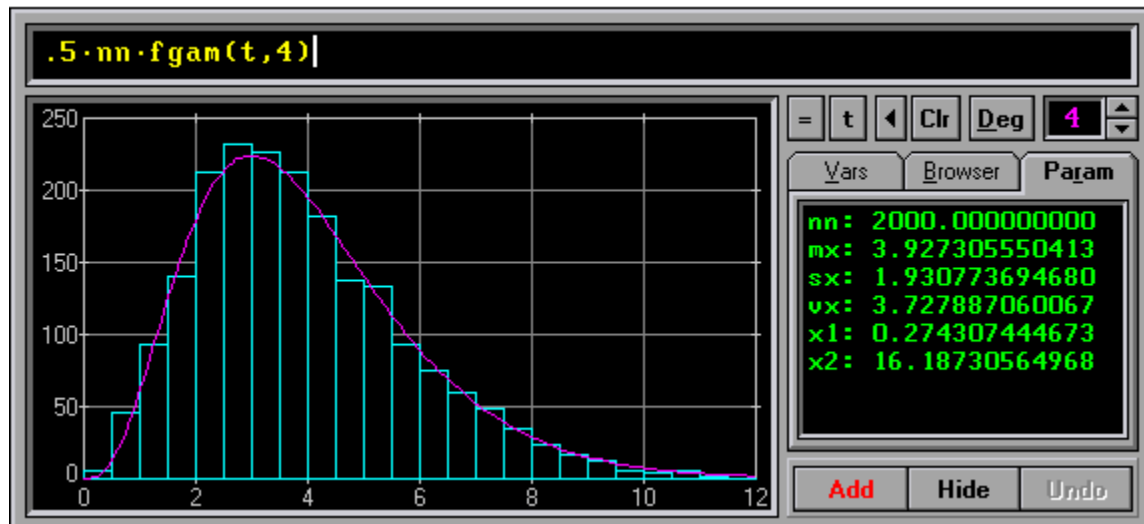 .5·nn·fgam(t,4)
250
200
150
100
50
0
0 2 4 6 8 10 12
= t Clr Deg 4
Vars Browser Param
nn: 2000.000000000
mx: 3.927305550413
sx: 1.930773694680
vx: 3.727887060067
x1: 0.274307444673
x2: 16.18730564968
Add Hide Undo